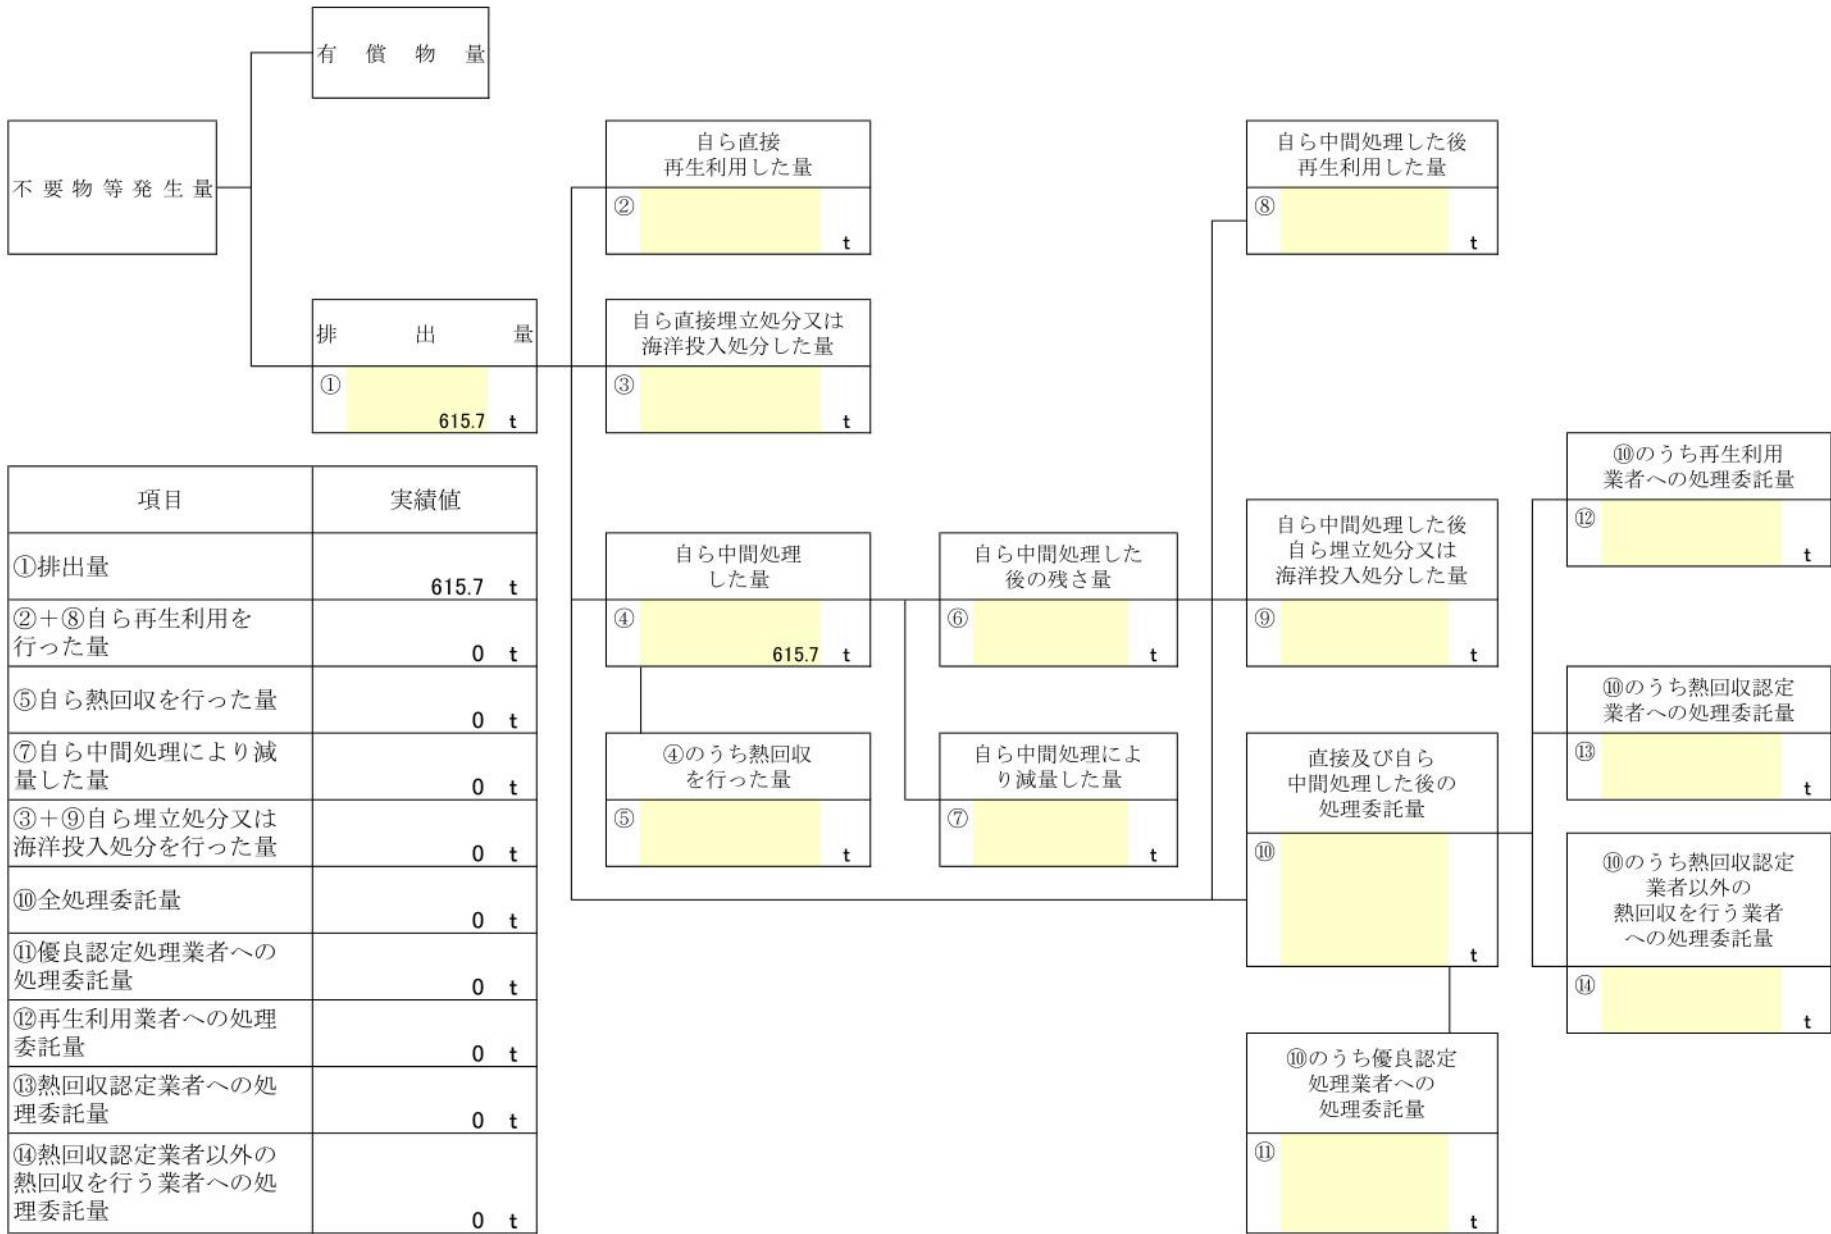 有償物量
不要物等発生量
自ら直接
再生利用した量
②
t
自ら中間処理した後
再生利用した量
⑧
t
排出量
①
615.7 t
自ら直接埋立処分又は
海洋投入処分した量
③
t
項目 実績値
①排出量
615.7 t
②+⑧自ら再生利用を
行った量
0 t
⑤自ら熱回収を行った量
0 t
⑦自ら中間処理により減
量した量
0 t
③+⑨自ら埋立処分又は
海洋投入処分を行った量
0 t
⑩全処理委託量
0 t
⑪優良認定処理業者への
処理委託量
0 t
⑫再生利用業者への処理
委託量
0 t
⑬熱回収認定業者への処
理委託量
0 t
⑭熱回収認定業者以外の
熱回収を行う業者への処
理委託量
0 t
自ら中間処理
した量
④
615.7 t
④のうち熱回収
を行った量
⑤
t
自ら中間処理した
後の残さ量
⑥
t
自ら中間処理によ
り減量した量
⑦
t
自ら中間処理した後
自ら埋立処分又は
海洋投入処分した量
⑨
t
直接及び自ら
中間処理した後の
処理委託量
⑩
t
⑩のうち優良認定
処理業者への
処理委託量
⑪
t
⑩のうち再生利用
業者への処理委託量
⑫
t
⑩のうち熱回収認定
業者への処理委託量
⑬
t
⑩のうち熱回収認定
業者以外の
熱回収を行う業者
への処理委託量
⑭
t